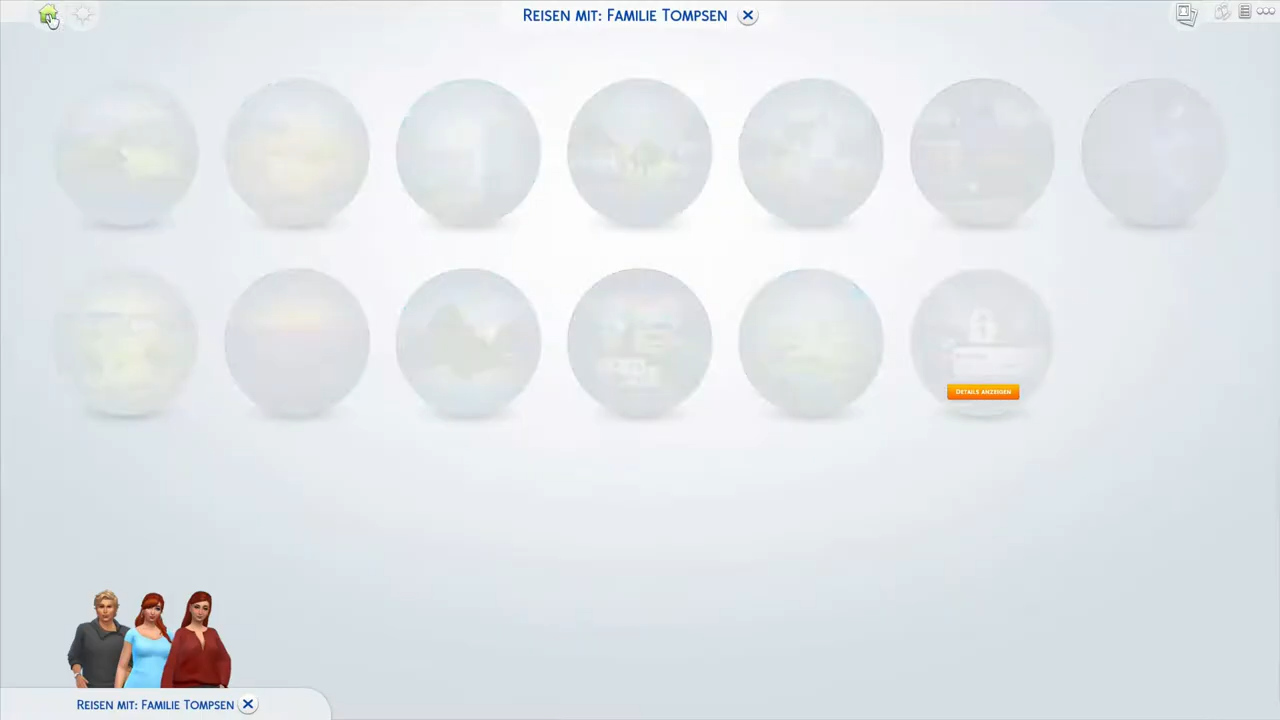 Reisen mit: Familie Tompsen
Details anzeigen
Reisen mit: Familie Tompsen